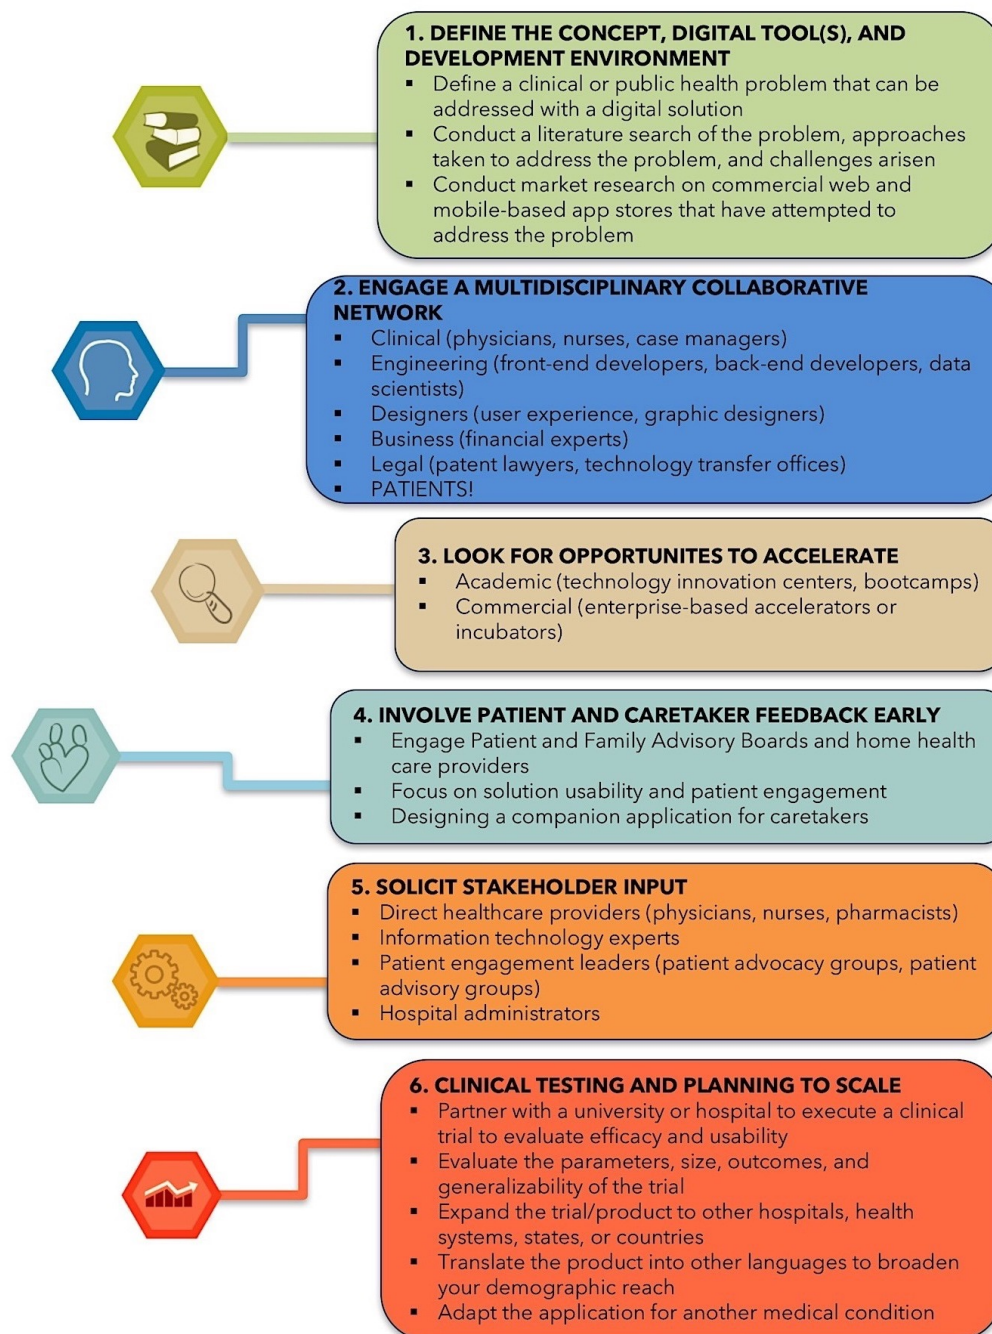 1. DEFINE THE CONCEPT, DIGITAL TOOL(S), AND
DEVELOPMENT ENVIRONMENT
▪ Define a clinical or public health problem that can be
addressed with a digital solution
▪ Conduct a literature search of the problem, approaches
taken to address the problem, and challenges arisen
▪ Conduct market research on commercial web and
mobile-based app stores that have attempted to
address the problem
2. ENGAGE A MULTIDISCIPLINARY COLLABORATIVE
NETWORK
▪ Clinical (physicians, nurses, case managers)
▪ Engineering (front-end developers, back-end developers, data
scientists)
▪ Designers (user experience, graphic designers)
▪ Business (financial experts)
▪ Legal (patent lawyers, technology transfer offices)
▪ PATIENTS!
3. LOOK FOR OPPORTUNITES TO ACCELERATE
▪ Academic (technology innovation centers, bootcamps)
▪ Commercial (enterprise-based accelerators or
incubators)
4. INVOLVE PATIENT AND CARETAKER FEEDBACK EARLY
▪ Engage Patient and Family Advisory Boards and home health
care providers
▪ Focus on solution usability and patient engagement
▪ Designing a companion application for caretakers
5. SOLICIT STAKEHOLDER INPUT
▪ Direct healthcare providers (physicians, nurses, pharmacists)
▪ Information technology experts
▪ Patient engagement leaders (patient advocacy groups, patient
advisory groups)
▪ Hospital administrators
6. CLINICAL TESTING AND PLANNING TO SCALE
▪ Partner with a university or hospital to execute a clinical
trial to evaluate efficacy and usability
▪ Evaluate the parameters, size, outcomes, and
generalizability of the trial
▪ Expand the trial/product to other hospitals, health
systems, states, or countries
▪ Translate the product into other languages to broaden
your demographic reach
▪ Adapt the application for another medical condition